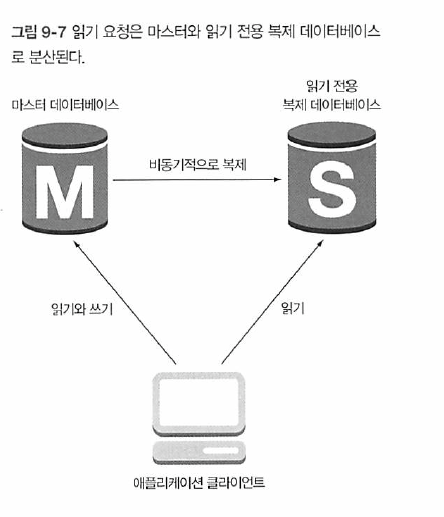 그림 9-7 읽기 요청은 마스터와 읽기 전용 복제 데이터베이스
로 분산된다.
마스터 데이터베이스
읽기 전용
복제 데이터베이스
비동기적으로 복제
M
S
읽기와 쓰기
읽기
애플리케이션 클라이언트